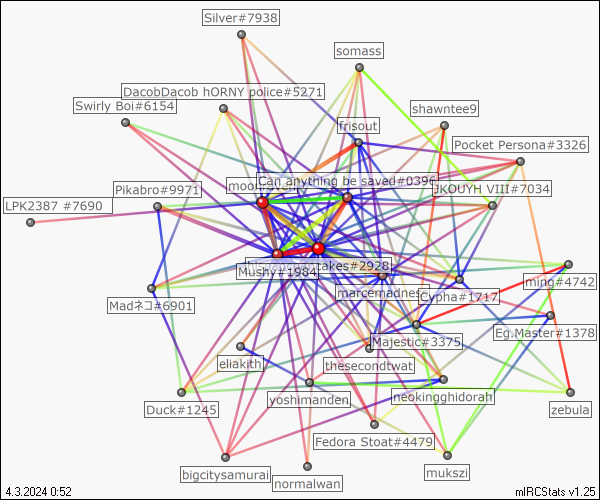 Silver#7938
somass
DacobDacob hORNY police#5271
Swirly Boi#6154
shawntee9
frisout
Pocket Persona#3326
Can anything be saved#0396
Pikabro#9971
JKOUYH VIII#7034
LPK2387 #7690
Mushy#1984
marcemadness
Cypha#1717
ming#4742
Madネコ#6901
Eg.Master#1378
Majestic#3375
eliakith
thesecondtwat
yoshimanden
neokingghidorah
Duck#1245
zebula
Fedora Stoat#4479
bigcitysamurai
mukszi
normalwan
4.3.2024 0:52
mIRCStats v1.25